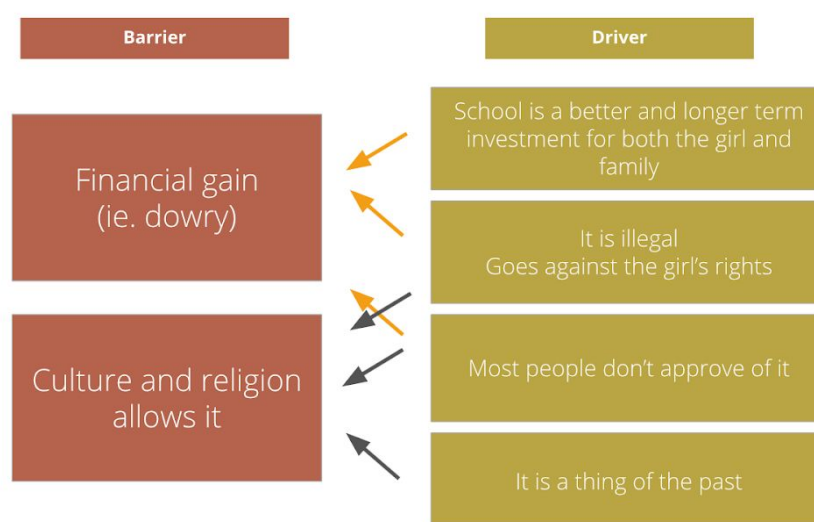 Barrier
Driver
Financial gain
(ie. dowry)
Culture and religion
allows it
School is a better and longer term
investment for both the girl and
family
It is illegal
Goes against the girl's rights
Most people don't approve of it
It is a thing of the past